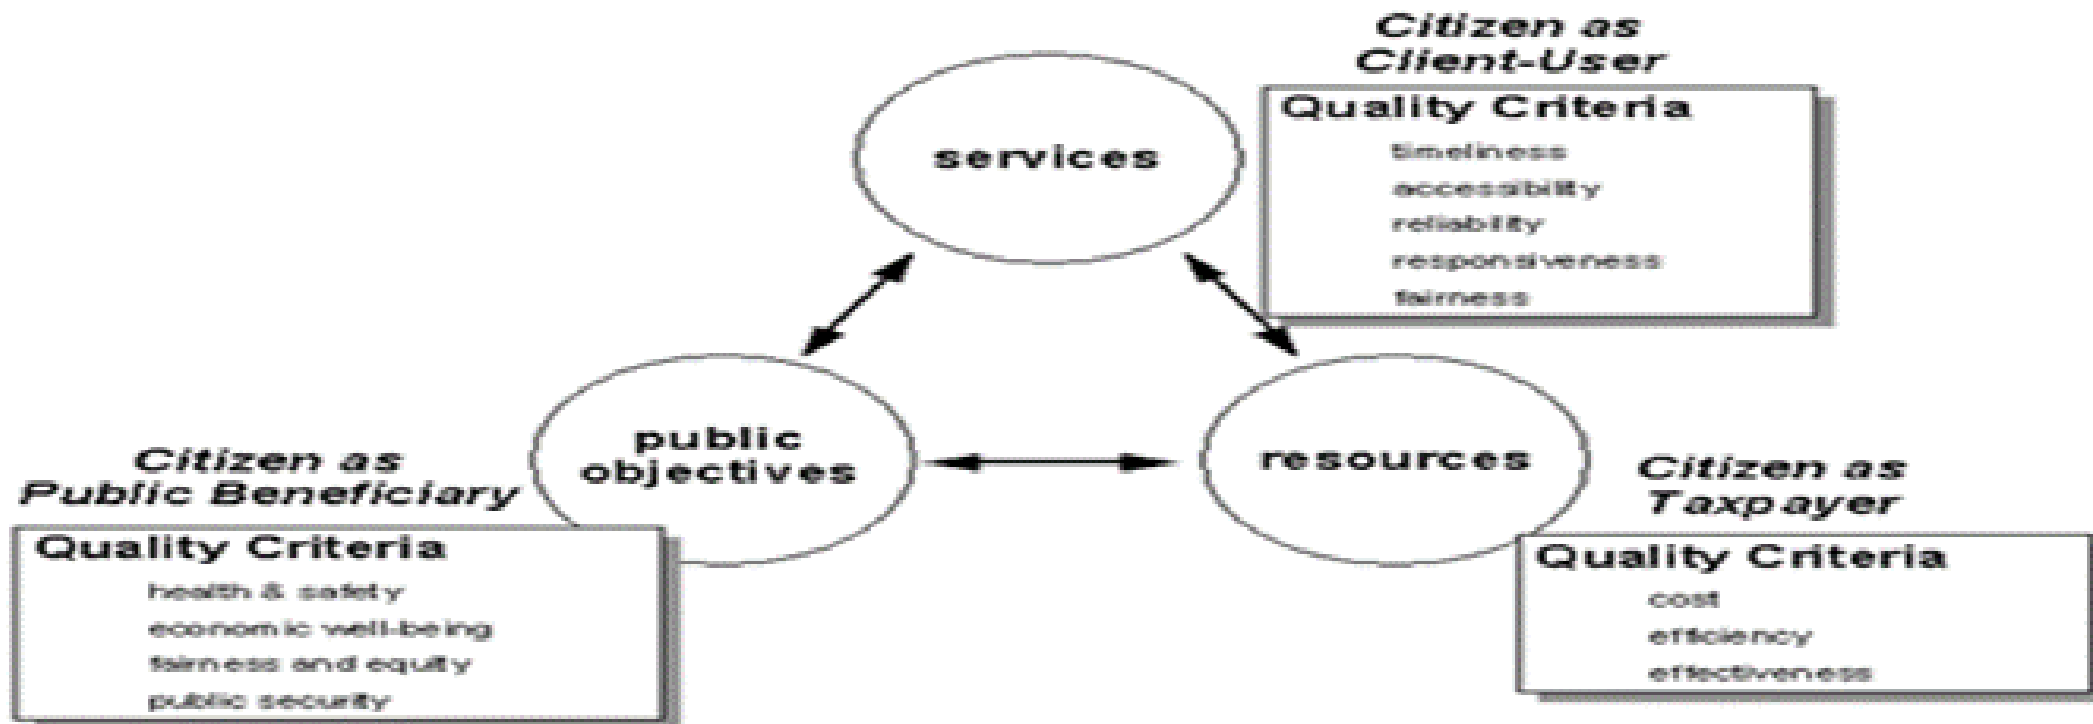 Citizen as
Client-User
Quality Criteria
timeliness
accessibility
reliability
responsiveness
fairness
services
public
objectives
resources
Citizen as
Public Beneficiary
Quality Criteria
health & safety
economic well-being
fairness and equity
public security
Citizen as
Taxpayer
Quality Criteria
cost
efficiency
effectiveness